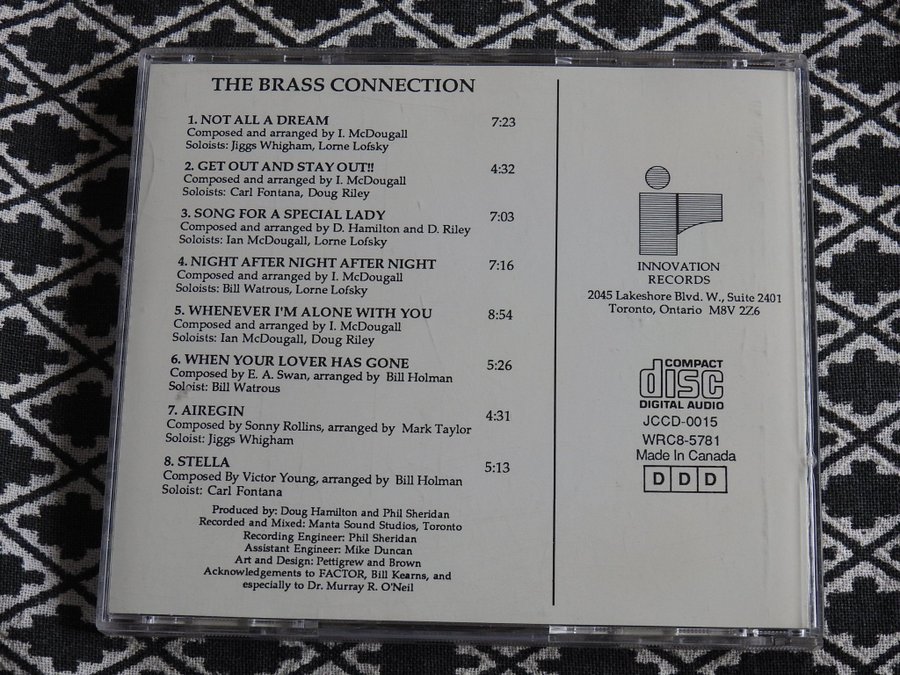 THE BRASS CONNECTION
1. NOT ALL A DREAM 7:23
Composed and arranged by I. McDougall
Soloists: Jiggs Whigham, Lorne Lofsky
2. GET OUT AND STAY OUT!! 4:32
Composed and arranged by I. McDougall
Soloists: Carl Fontana, Doug Riley
3. SONG FOR A SPECIAL LADY 7:03
Composed and arranged by D. Hamilton and D. Riley
Soloists: Ian McDougall, Lorne Lofsky
4. NIGHT AFTER NIGHT AFTER NIGHT 7:16
Composed and arranged by I. McDougall
Soloists: Bill Watrous, Lorne Lofsky
5. WHENEVER I'M ALONE WITH YOU 8:54
Composed and arranged by I. McDougall
Soloists: Ian McDougall, Doug Riley
6. WHEN YOUR LOVER HAS GONE 5:26
Composed by E. A. Swan, arranged by Bill Holman
Soloist: Bill Watrous
7. AIREGIN 4:31
Composed by Sonny Rollins, arranged by Mark Taylor
Soloist: Jiggs Whigham
8. STELLA 5:13
Composed By Victor Young, arranged by Bill Holman
Soloist: Carl Fontana
Produced by: Doug Hamilton and Phil Sheridan
Recorded and Mixed: Manta Sound Studios, Toronto
Recording Engineer: Phil Sheridan
Assistant Engineer: Mike Duncan
Art and Design: Pettigrew and Brown
Acknowledgements to FACTOR, Bill Kearns, and
especially to Dr. Murray R. O'Neil
ir
INNOVATION
RECORDS
2045 Lakeshore Blvd. W., Suite 2401
Toronto, Ontario M8V 2Z6
COMPACT
disc
DIGITAL AUDIO
JCCD-0015
WRC8-5781
Made In Canada
D D D